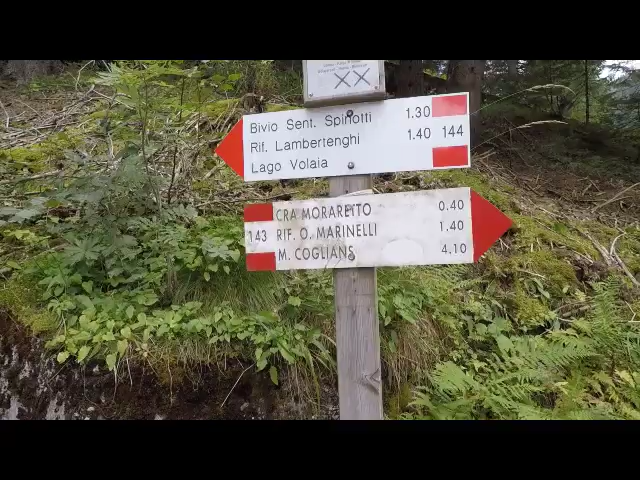 Bivio Sent. Spinotti 1.30
Rif. Lambertenghi 1.40 144
Lago Volaia
CRA MORARETTO 0.40
143 RIF. O. MARINELLI 1.40
M. COGLIANS 4.10